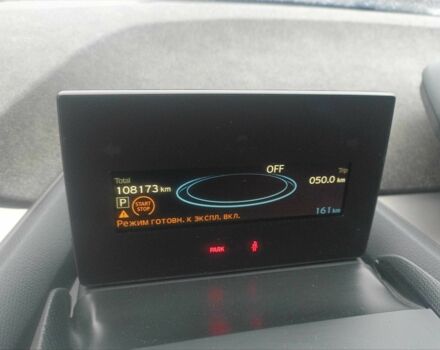 OFF
Total
Trip
108173 km
050.0 km
P
START
STOP
Режим готовн. к экспл. вкл.
161 km
PARK